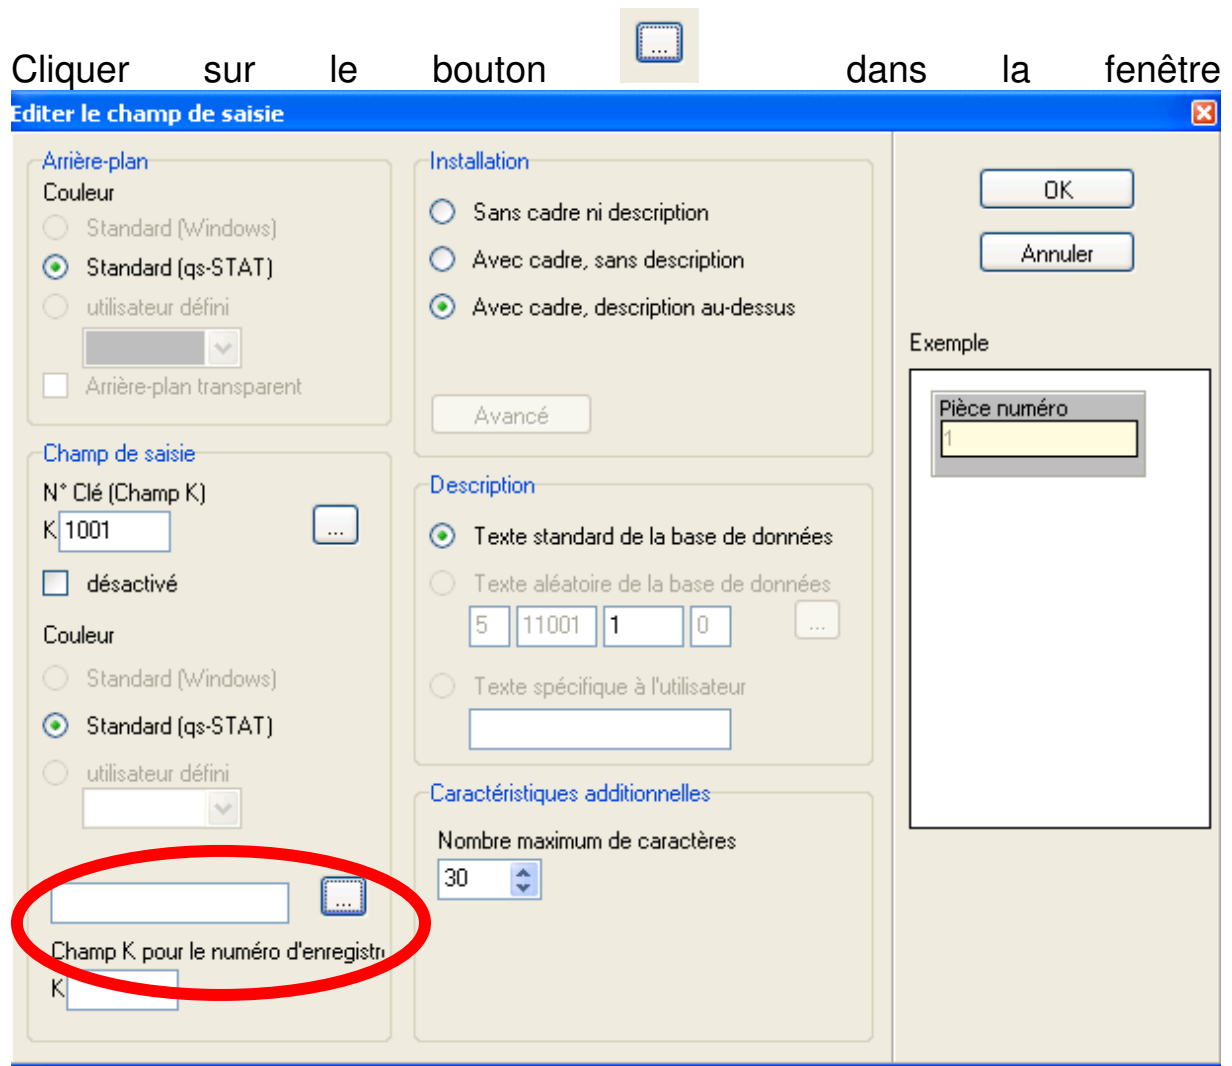 Cliquer sur le bouton ... dans la fenêtre
Editer le champ de saisie
Arrière-plan
Couleur
Standard (Windows)
Standard (qs-STAT)
utilisateur défini
Arrière-plan transparent
Champ de saisie
N° Clé (Champ K)
K 1001 ...
désactivé
Couleur
Standard (Windows)
Standard (qs-STAT)
utilisateur défini
...
Champ K pour le numéro d'enregistr
K
Installation
Sans cadre ni description
Avec cadre, sans description
Avec cadre, description au-dessus
Avancé
Description
Texte standard de la base de données
Texte aléatoire de la base de données
5 11001 1 0 ...
Texte spécifique à l'utilisateur
Caractéristiques additionnelles
Nombre maximum de caractères
30
OK
Annuler
Exemple
Pièce numéro
1